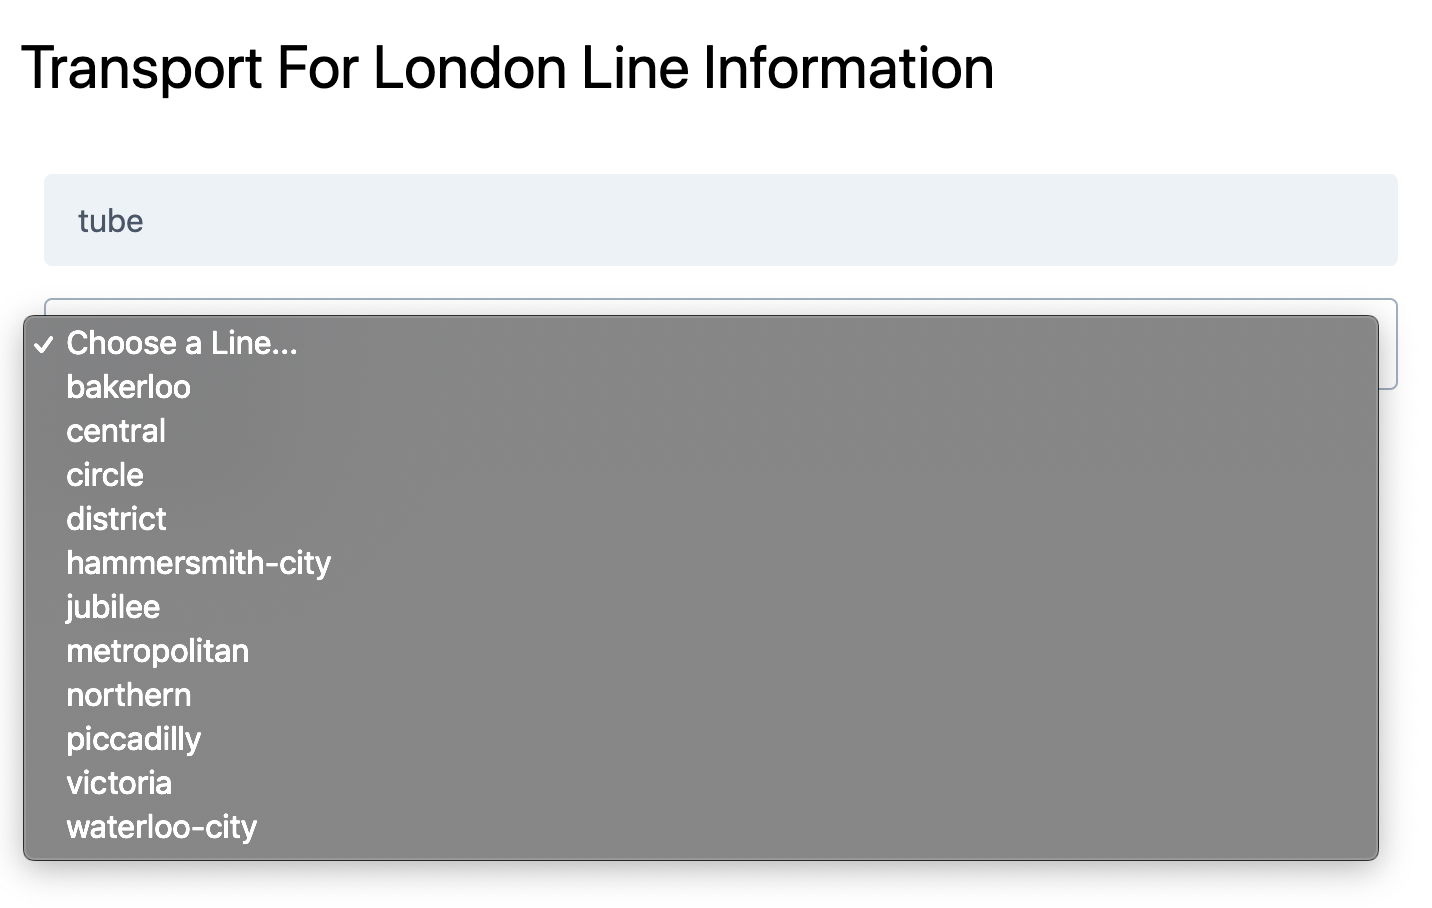 Transport For London Line Information
tube
✓ Choose a Line...
bakerloo
central
circle
district
hammersmith-city
jubilee
metropolitan
northern
piccadilly
victoria
waterloo-city